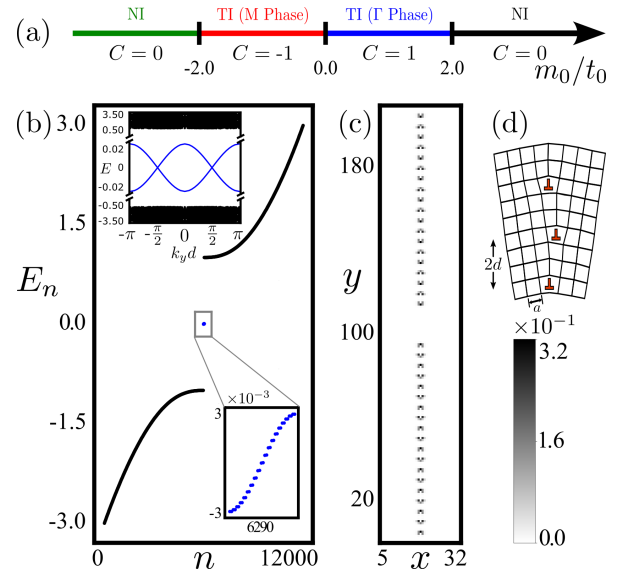 (a)
NI TI (M Phase) TI (Γ Phase) NI
C = 0 C = -1 C = 1 C = 0
-2.0 0.0 2.0 m₀/t₀
(b)
3.0
1.5
0.0
-1.5
-3.0
Eₙ
0 n 12000
3.50
0.50
0.02
0
-0.02
-0.50
-3.50
E
-π -π/2 0 π/2 π
k_y d
×10⁻³
3
-3
6290
(c)
180
100
20
y
5 x 32
(d)
2d
a
×10⁻¹
3.2
1.6
0.0